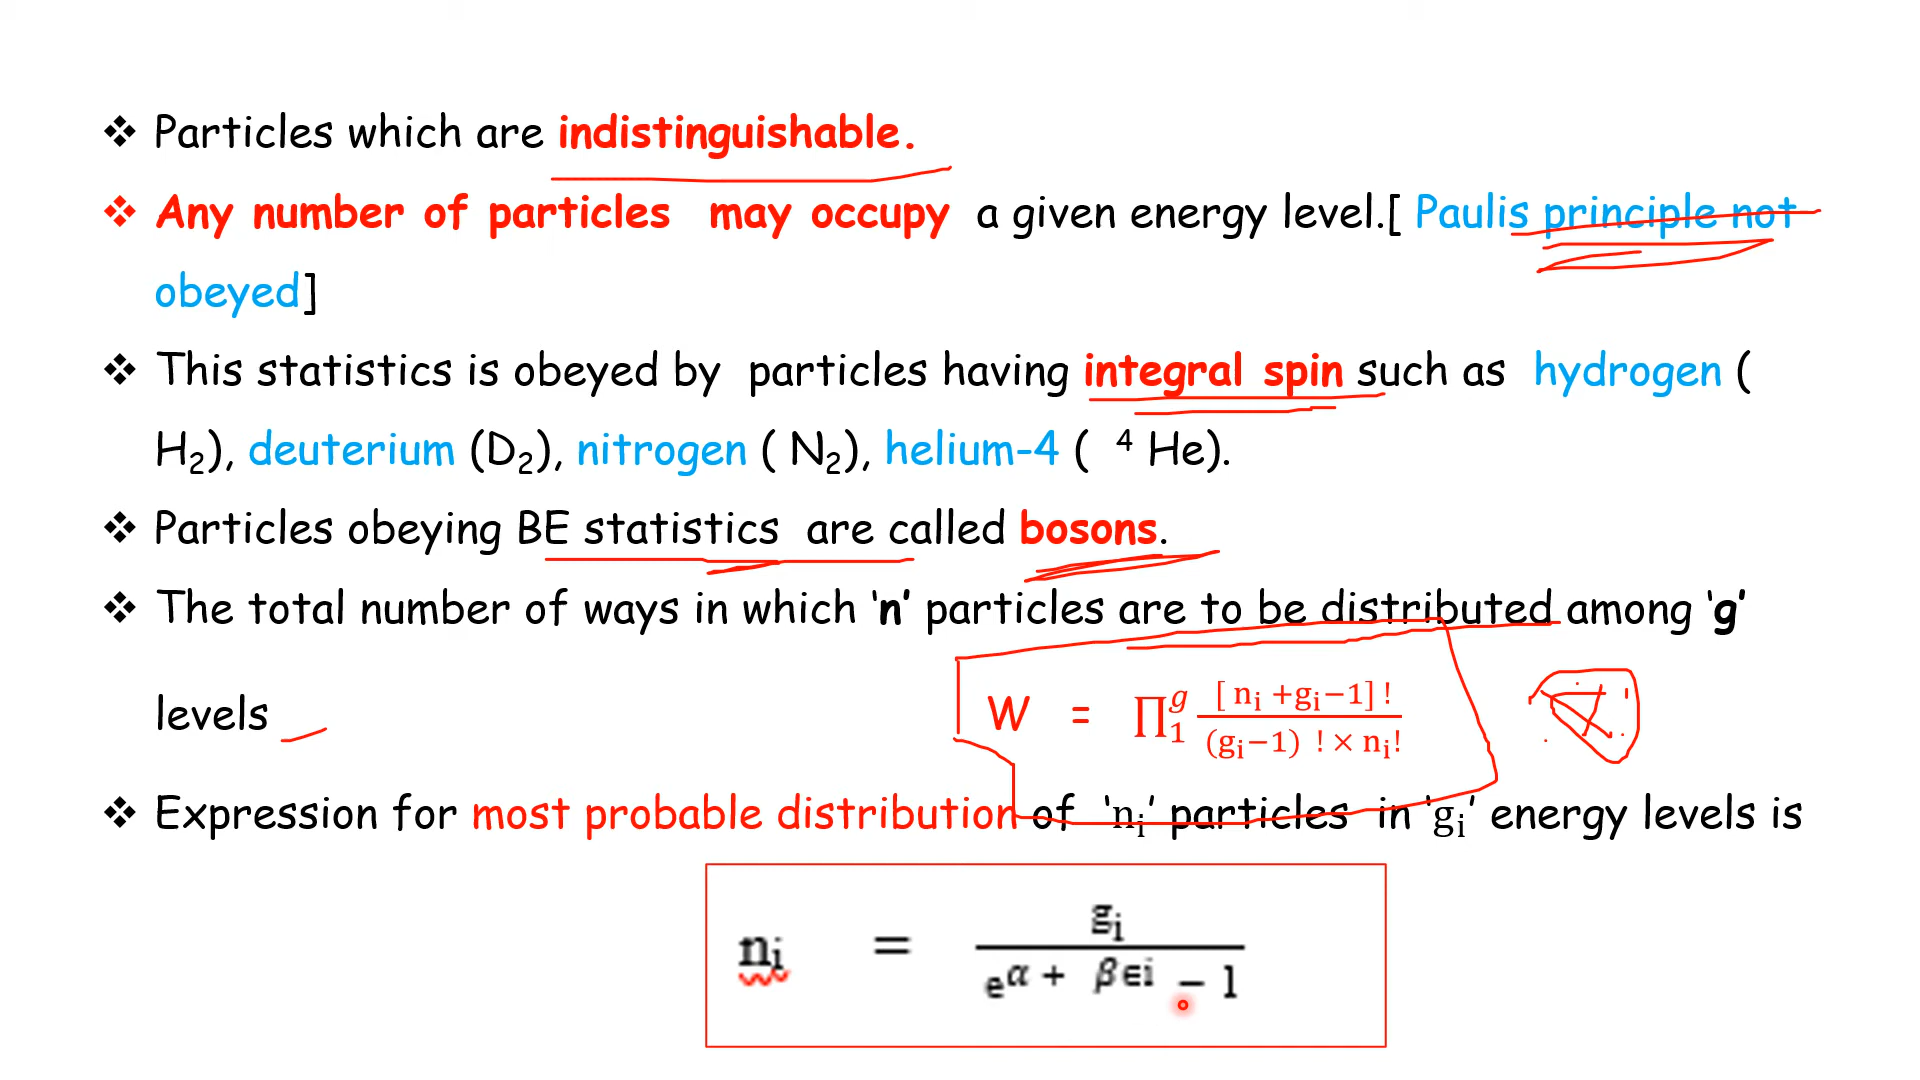 ❖ Particles which are indistinguishable.
❖ Any number of particles may occupy a given energy level.[ Paulis principle not
obeyed]
❖ This statistics is obeyed by particles having integral spin such as hydrogen (
H₂), deuterium (D₂), nitrogen ( N₂), helium-4 ( ⁴ He).
❖ Particles obeying BE statistics are called bosons.
❖ The total number of ways in which ‘n’ particles are to be distributed among ‘g’
levels W = ∏₁ᵍ [ nᵢ +gᵢ−1] ! / (gᵢ−1) ! × nᵢ!
❖ Expression for most probable distribution of ‘nᵢ’ particles in ‘gᵢ’ energy levels is
nᵢ = gᵢ / e^α + β∈i − 1